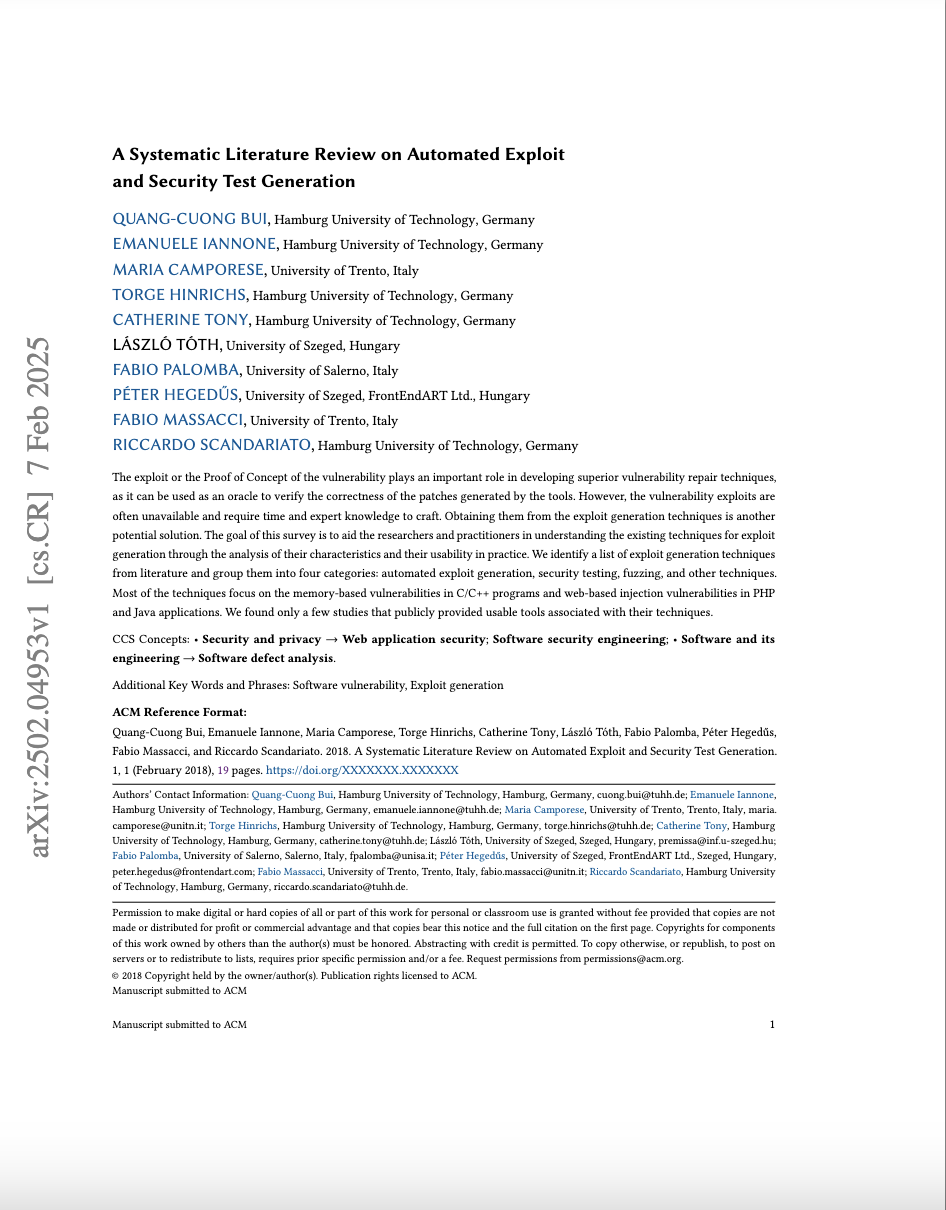 arXiv:2502.04953v1 [cs.CR] 7 Feb 2025
A Systematic Literature Review on Automated Exploit
and Security Test Generation
QUANG-CUONG BUI, Hamburg University of Technology, Germany
EMANUELE IANNONE, Hamburg University of Technology, Germany
MARIA CAMPORESE, University of Trento, Italy
TORGE HINRICHS, Hamburg University of Technology, Germany
CATHERINE TONY, Hamburg University of Technology, Germany
LÁSZLÓ TÓTH, University of Szeged, Hungary
FABIO PALOMBA, University of Salerno, Italy
PÉTER HEGEDŰS, University of Szeged, FrontEndART Ltd., Hungary
FABIO MASSACCI, University of Trento, Italy
RICCARDO SCANDARIATO, Hamburg University of Technology, Germany
The exploit or the Proof of Concept of the vulnerability plays an important role in developing superior vulnerability repair techniques,
as it can be used as an oracle to verify the correctness of the patches generated by the tools. However, the vulnerability exploits are
often unavailable and require time and expert knowledge to craft. Obtaining them from the exploit generation techniques is another
potential solution. The goal of this survey is to aid the researchers and practitioners in understanding the existing techniques for exploit
generation through the analysis of their characteristics and their usability in practice. We identify a list of exploit generation techniques
from literature and group them into four categories: automated exploit generation, security testing, fuzzing, and other techniques.
Most of the techniques focus on the memory-based vulnerabilities in C/C++ programs and web-based injection vulnerabilities in PHP
and Java applications. We found only a few studies that publicly provided usable tools associated with their techniques.
CCS Concepts: • Security and privacy → Web application security; Software security engineering; • Software and its
engineering → Software defect analysis.
Additional Key Words and Phrases: Software vulnerability, Exploit generation
ACM Reference Format:
Quang-Cuong Bui, Emanuele Iannone, Maria Camporese, Torge Hinrichs, Catherine Tony, László Tóth, Fabio Palomba, Péter Hegedűs,
Fabio Massacci, and Riccardo Scandariato. 2018. A Systematic Literature Review on Automated Exploit and Security Test Generation.
1, 1 (February 2018), 19 pages. https://doi.org/XXXXXXX.XXXXXXX
Authors' Contact Information: Quang-Cuong Bui, Hamburg University of Technology, Hamburg, Germany, cuong.bui@tuhh.de; Emanuele Iannone,
Hamburg University of Technology, Hamburg, Germany, emanuele.iannone@tuhh.de; Maria Camporese, University of Trento, Trento, Italy, maria.
camporese@unitn.it; Torge Hinrichs, Hamburg University of Technology, Hamburg, Germany, torge.hinrichs@tuhh.de; Catherine Tony, Hamburg
University of Technology, Hamburg, Germany, catherine.tony@tuhh.de; László Tóth, University of Szeged, Szeged, Hungary, premissa@inf.u-szeged.hu;
Fabio Palomba, University of Salerno, Salerno, Italy, fpalomba@unisa.it; Péter Hegedűs, University of Szeged, FrontEndART Ltd., Szeged, Hungary,
peter.hegedus@frontendart.com; Fabio Massacci, University of Trento, Trento, Italy, fabio.massacci@unitn.it; Riccardo Scandariato, Hamburg University
of Technology, Hamburg, Germany, riccardo.scandariato@tuhh.de.
Permission to make digital or hard copies of all or part of this work for personal or classroom use is granted without fee provided that copies are not
made or distributed for profit or commercial advantage and that copies bear this notice and the full citation on the first page. Copyrights for components
of this work owned by others than the author(s) must be honored. Abstracting with credit is permitted. To copy otherwise, or republish, to post on
servers or to redistribute to lists, requires prior specific permission and/or a fee. Request permissions from permissions@acm.org.
© 2018 Copyright held by the owner/author(s). Publication rights licensed to ACM.
Manuscript submitted to ACM
Manuscript submitted to ACM 1